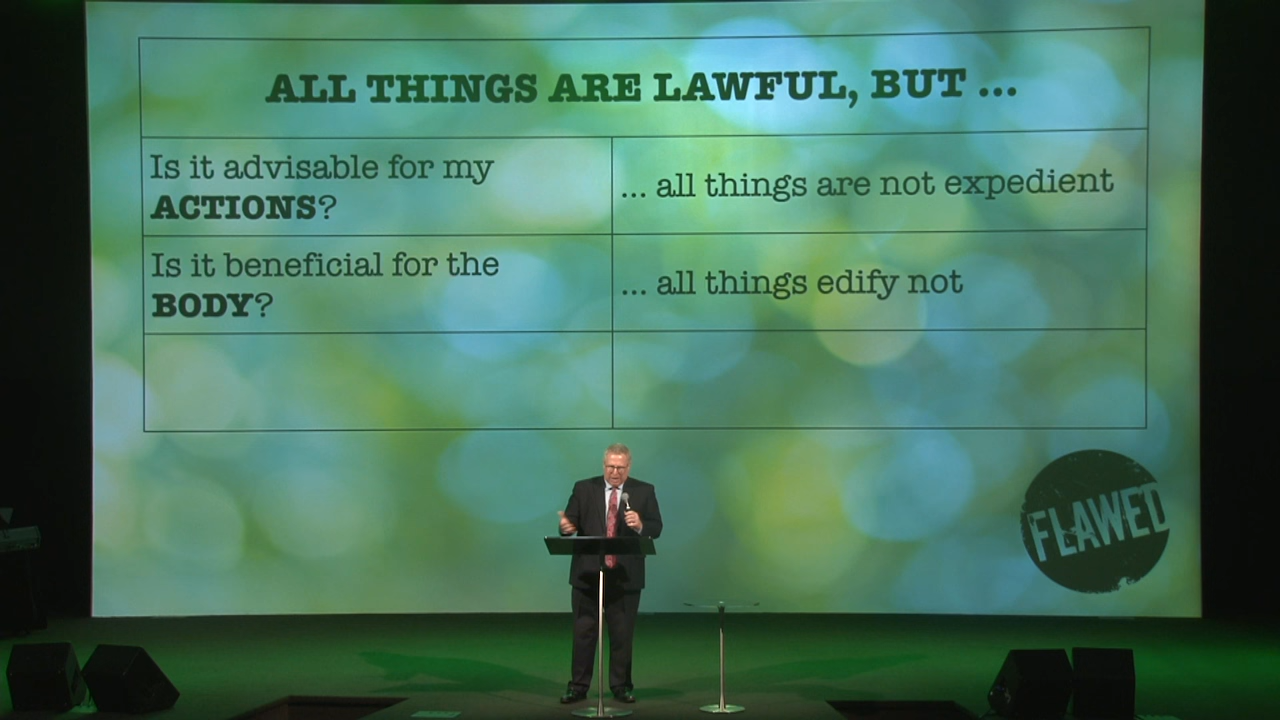 ALL THINGS ARE LAWFUL, BUT ...
Is it advisable for my
ACTIONS?
... all things are not expedient
Is it beneficial for the
BODY?
... all things edify not
FLAWED